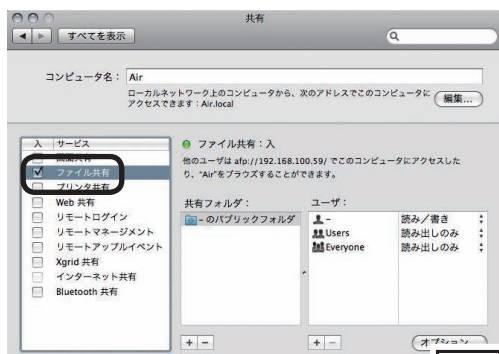 共有
すべてを表示
コンピュータ名： Air
ローカルネットワーク上のコンピュータから、次のアドレスでこのコンピュータに
アクセスできます：Air.local
編集...
入 サービス
画面共有
ファイル共有
プリンタ共有
Web 共有
リモートログイン
リモートマネージメント
リモートアップルイベント
Xgrid 共有
インターネット共有
Bluetooth 共有
ファイル共有：入
他のユーザは afp://192.168.100.59/ でこのコンピュータにアクセスした
り、"Air"をブラウズすることができます。
共有フォルダ：
- のパブリックフォルダ
ユーザ：
- 読み／書き
Users 読み出しのみ
Everyone 読み出しのみ
+ -
+ -
オプション